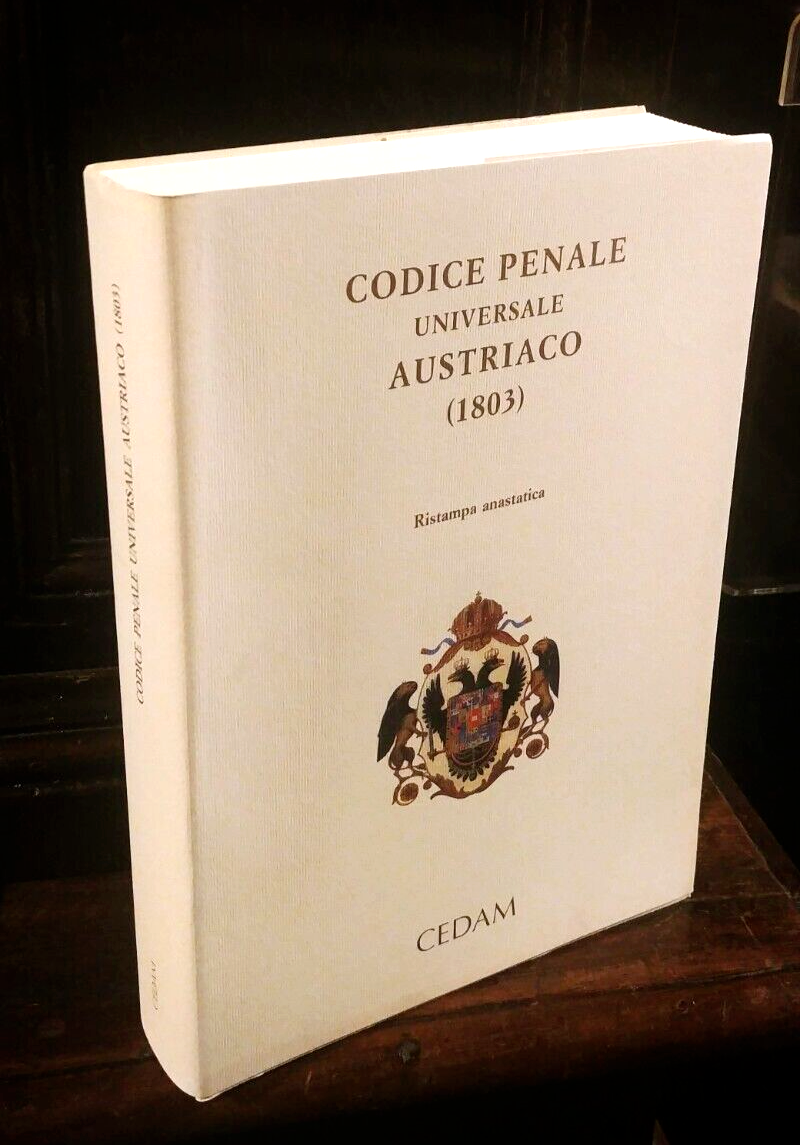 CODICE PENALE
UNIVERSALE
AUSTRIACO
(1803)
Ristampa anastatica
CEDAM
CODICE PENALE UNIVERSALE AUSTRIACO (1803)
CEDAM